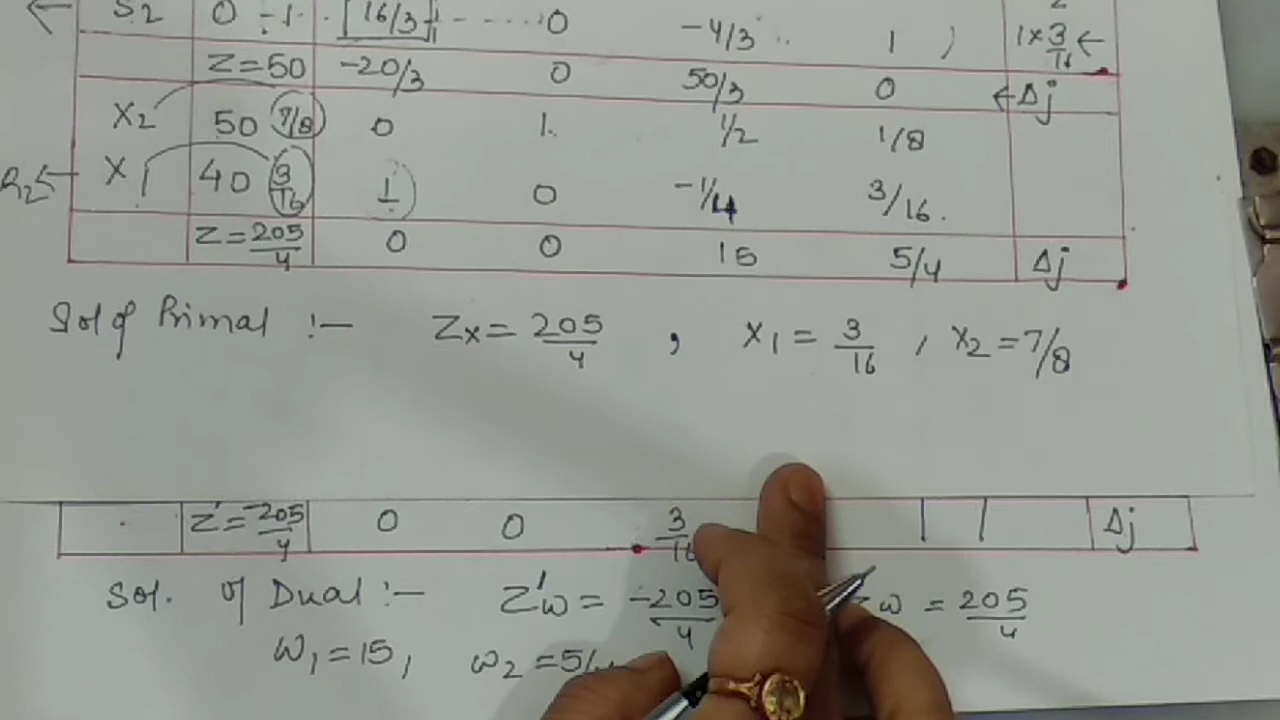 S2 0 1 16/3 0 -4/3 1 1×3/16 ←
Z=50 -20/3 0 50/3 0 ←Δj
X2 50 7/8 0 1 1/2 1/8
R2 X1 40 3/16 1 0 -1/4 3/16
Z=205/4 0 0 15 5/4 Δj
Sol of Primal :- Zx=205/4 , X1=3/16 , X2=7/8
Z'=-205/4 0 0 3/16 Δj
Sol. of Dual :- Z'w=-205/4 w=205/4
w1=15, w2=5/